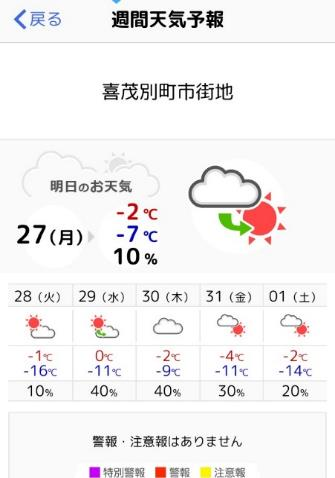 戻る 週間天気予報
喜茂別町市街地
明日のお天気
27(月) -2℃
-7℃
10%
28(火) 29(水) 30(木) 31(金) 01(土)
-1℃ 0℃ -2℃ -4℃ -2℃
-16℃ -11℃ -9℃ -11℃ -14℃
10% 40% 40% 30% 20%
警報・注意報はありません
特別警報 警報 注意報